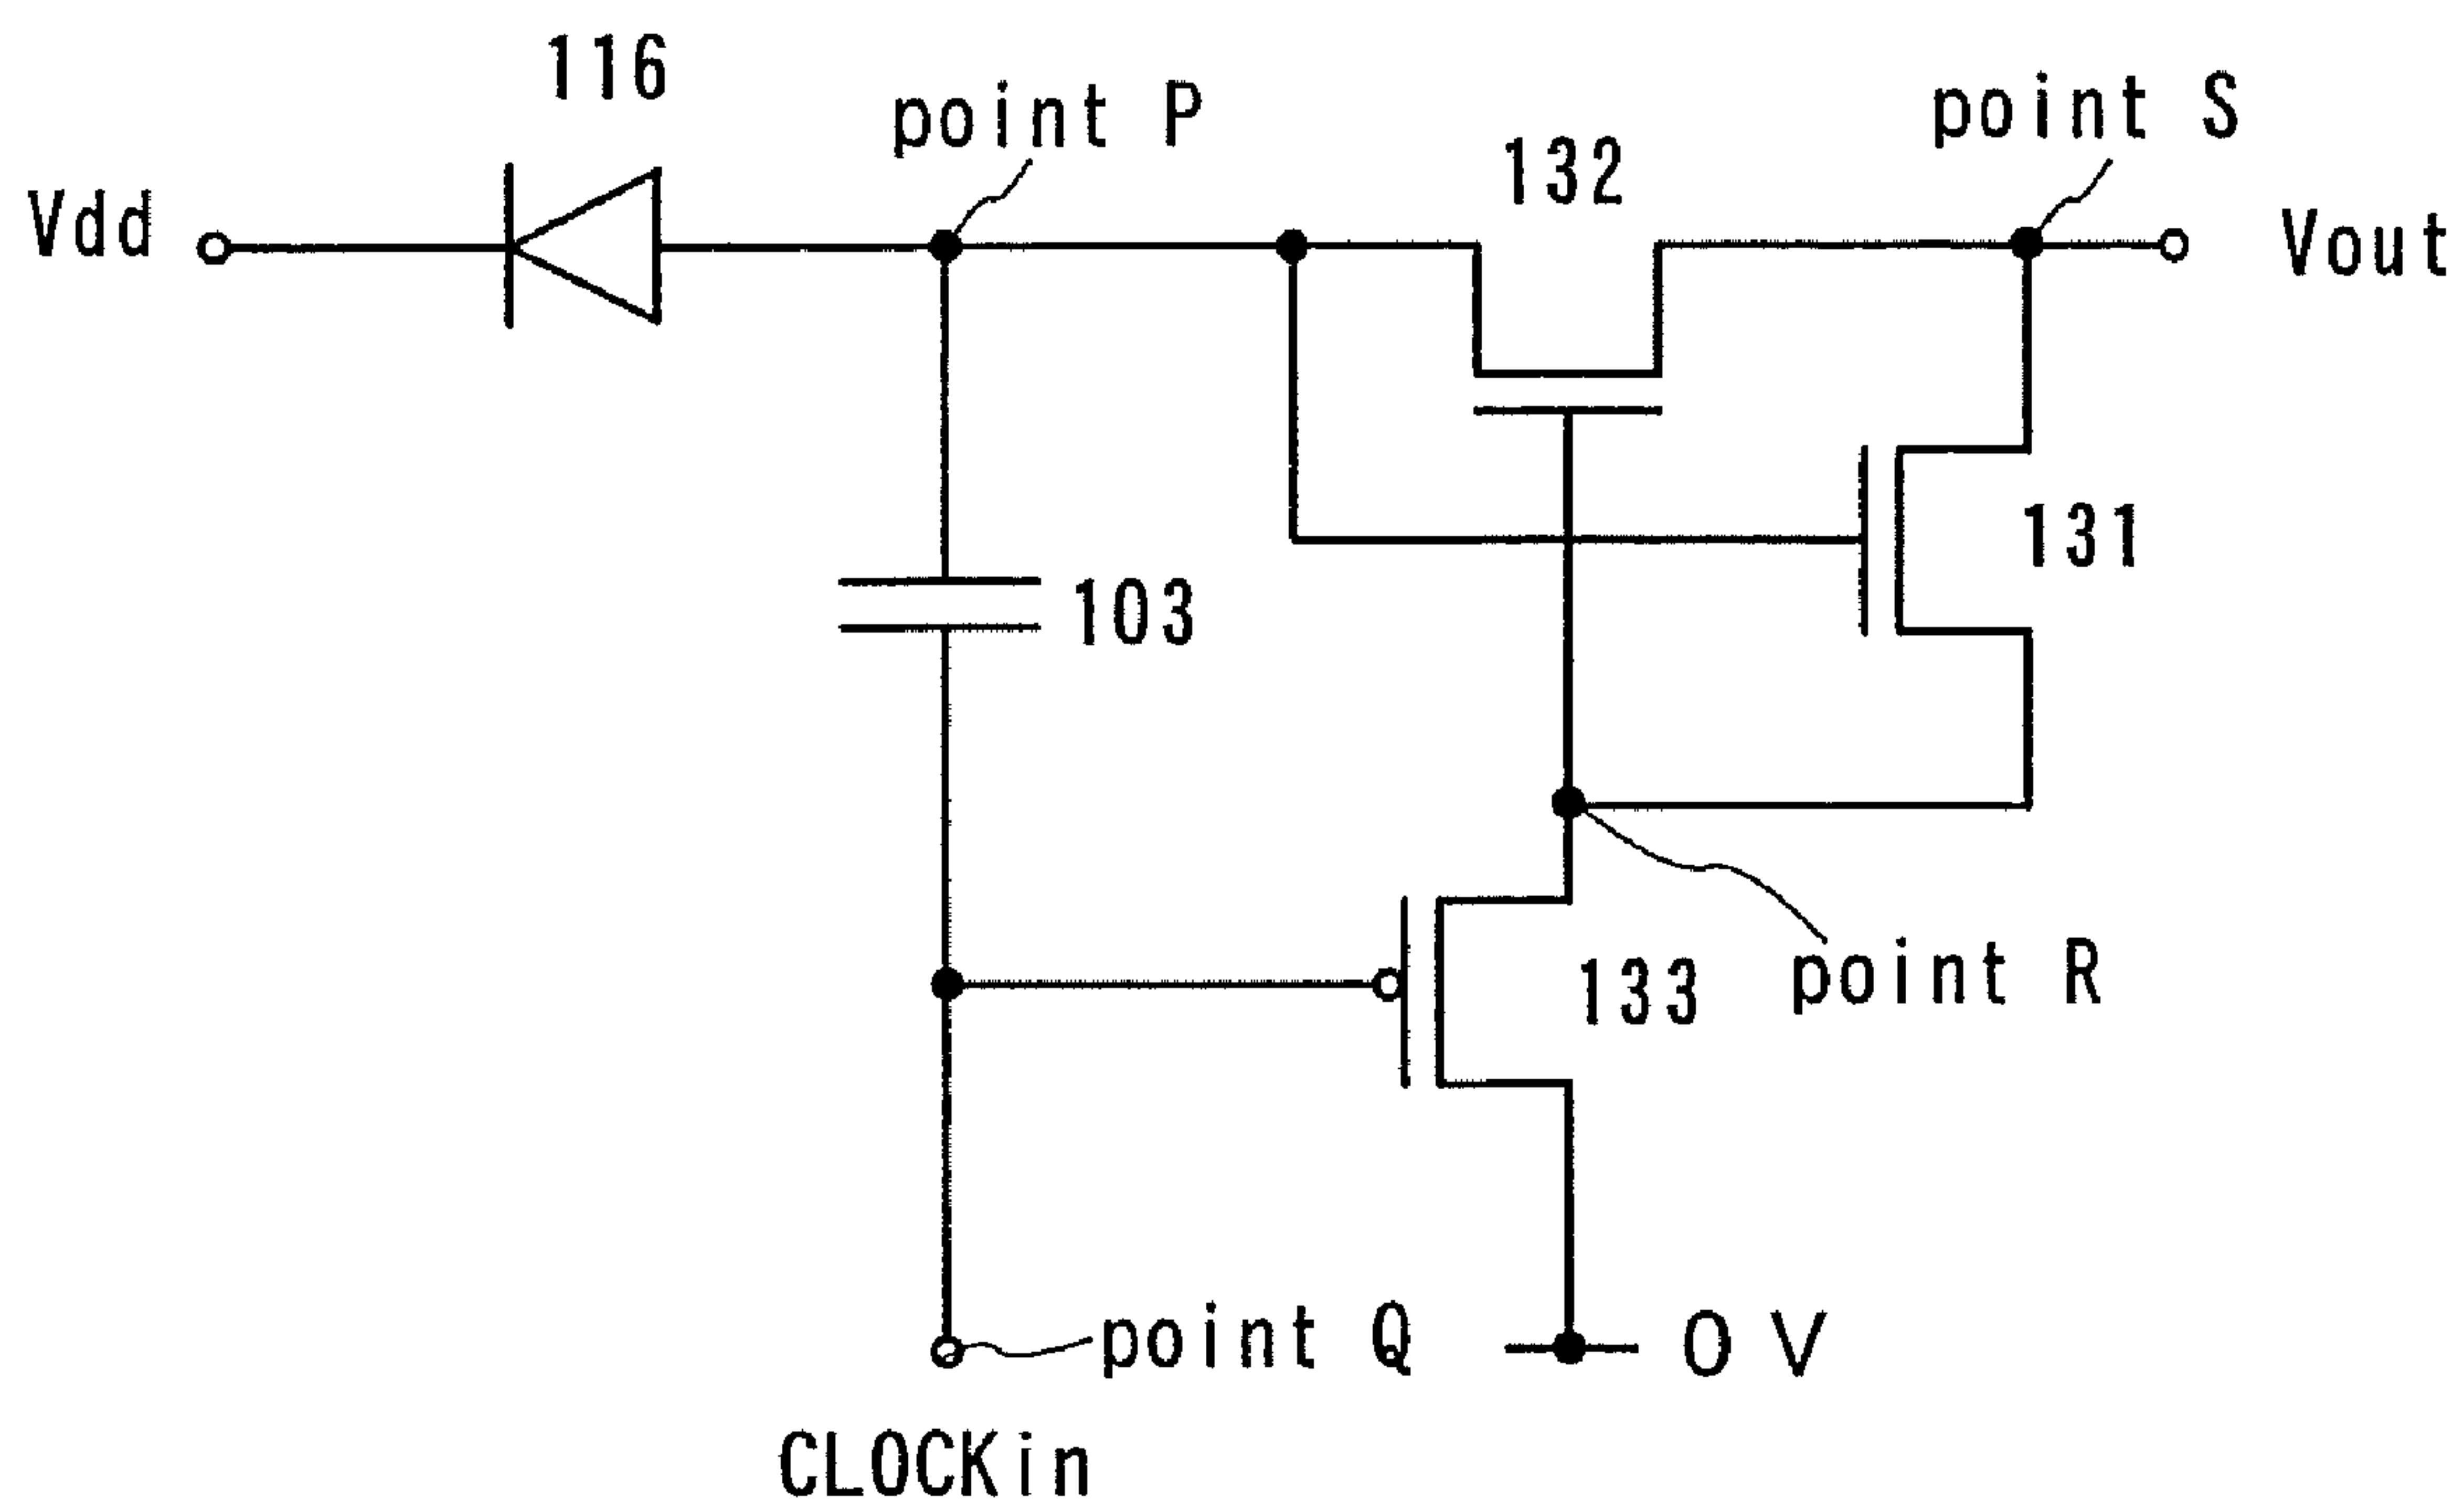 116
point P
point S
132
Vdd
Vout
131
103
133
point R
point Q
0 V
CLOCKin